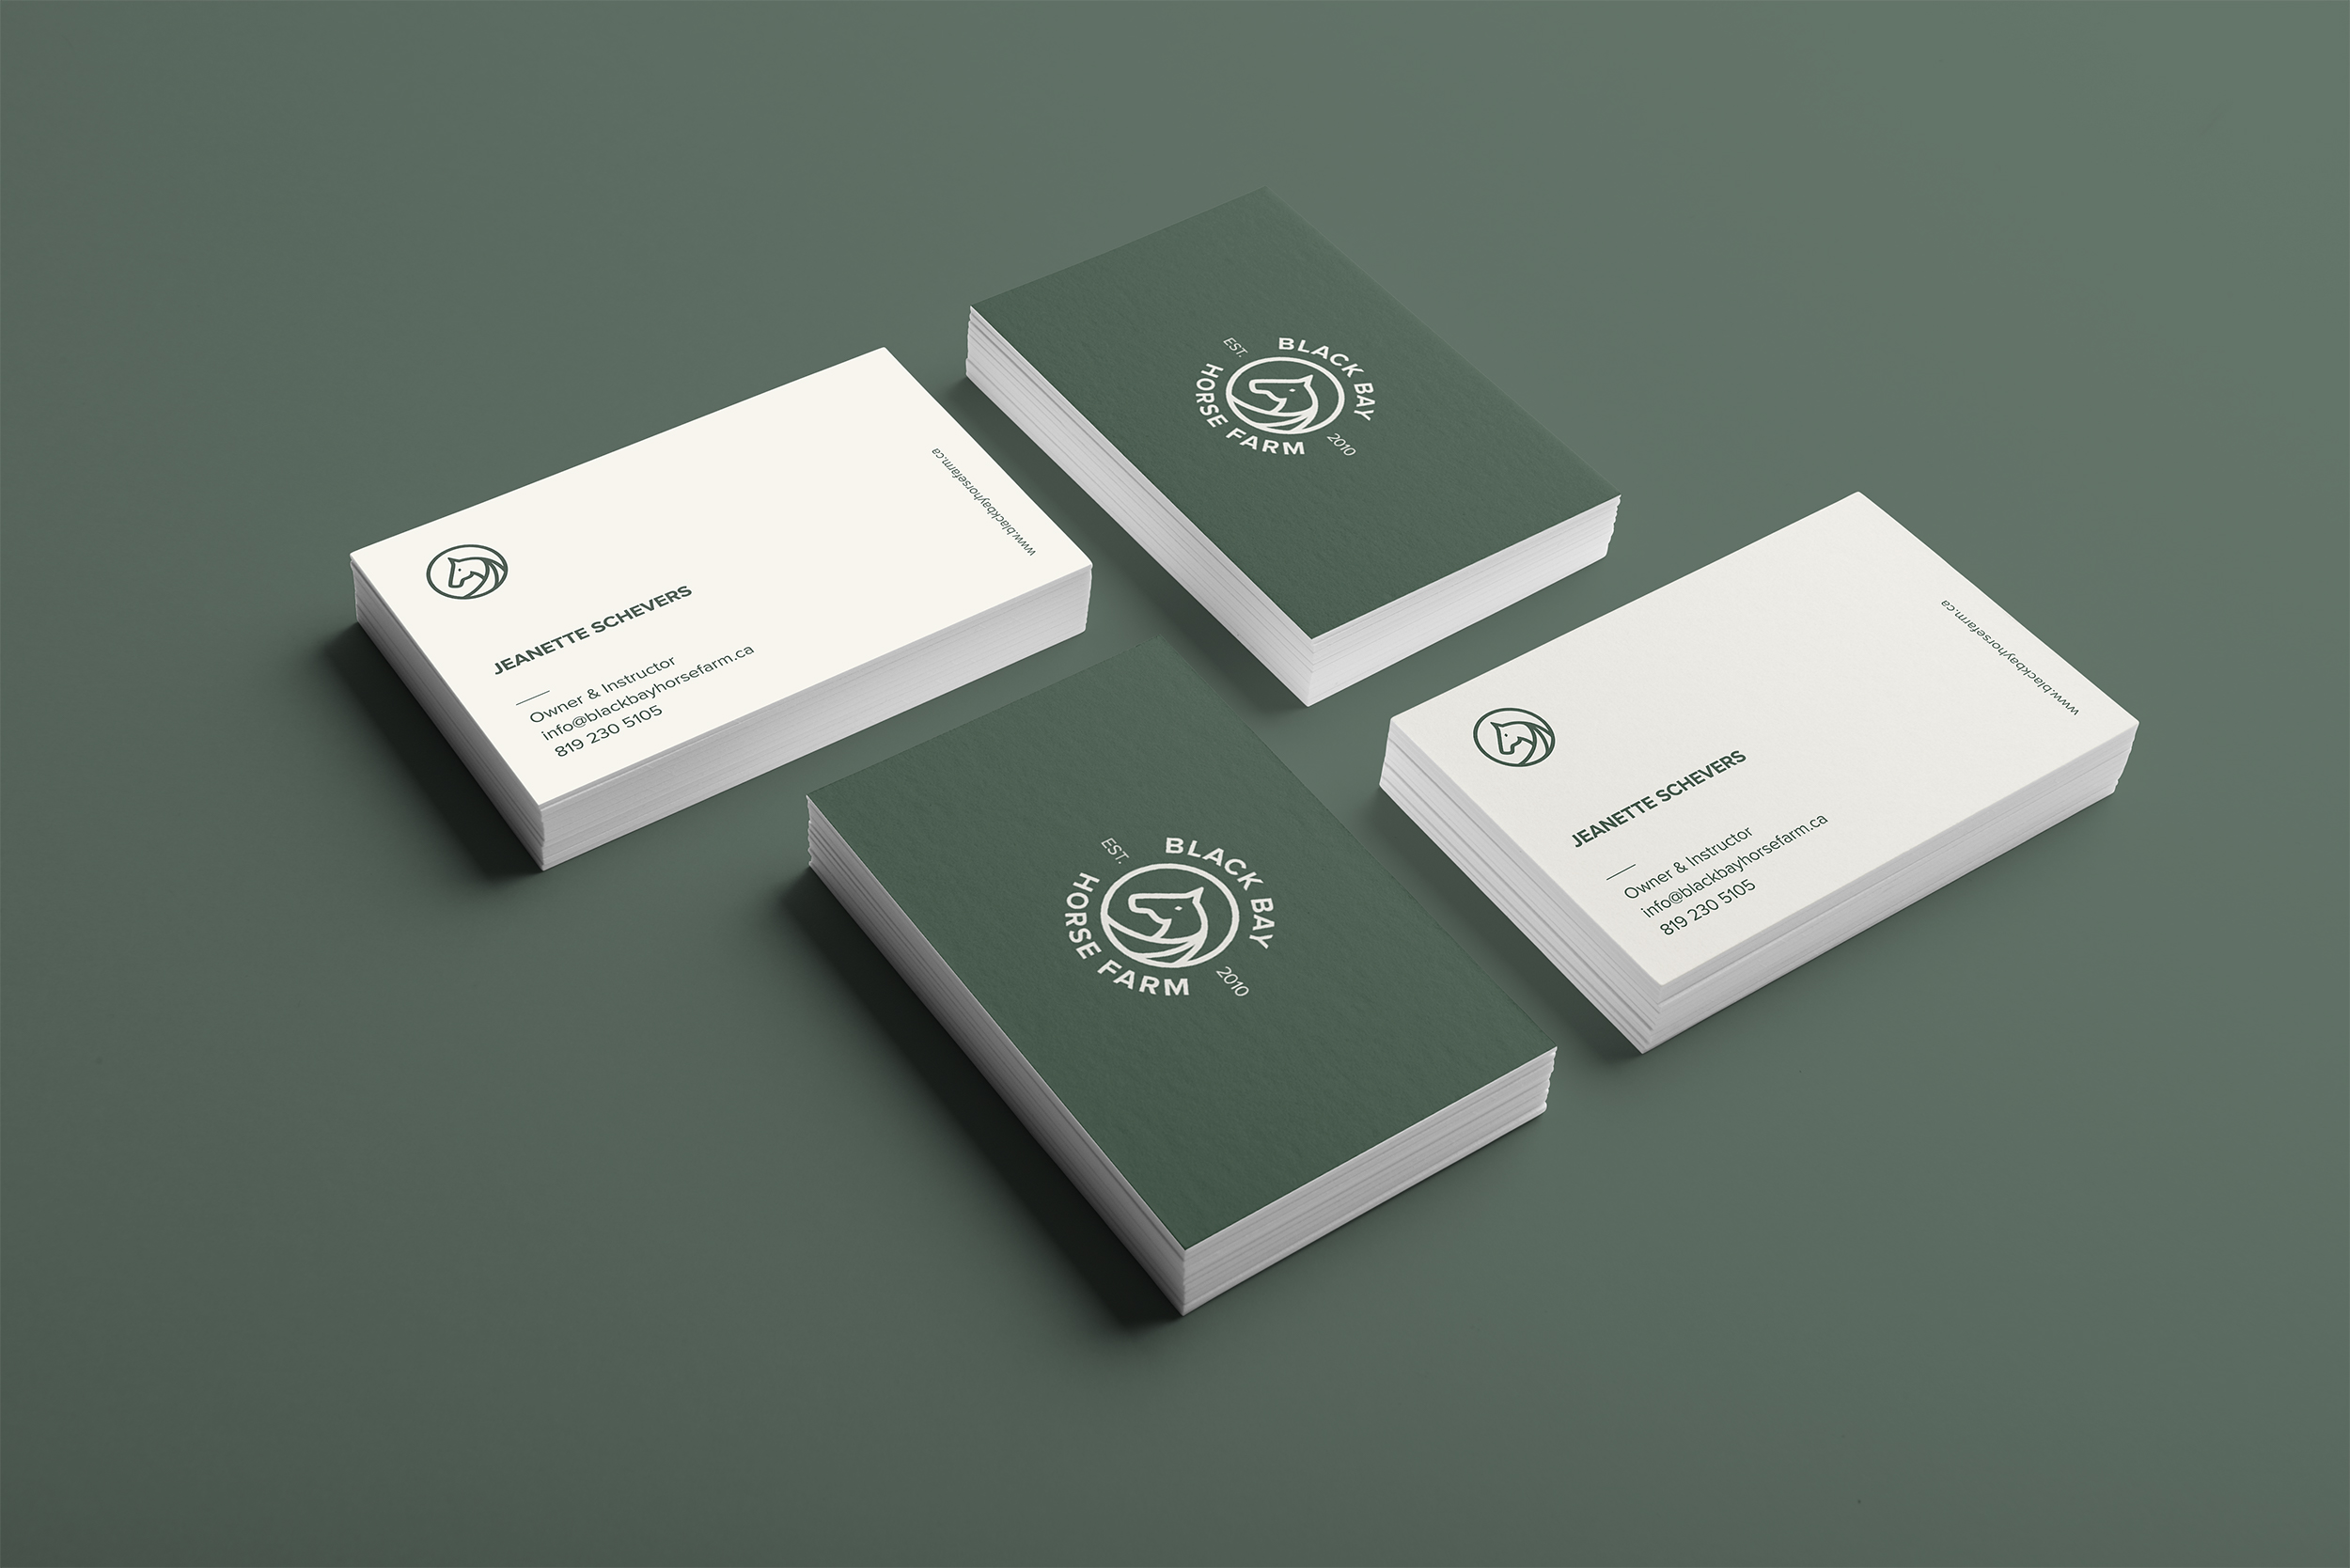 www.blackbayhorsefarm.ca
JEANETTE SCHEVERS
Owner & Instructor
info@blackbayhorsefarm.ca
819 230 5105
EST.
BLACK BAY
HORSE FARM
2010
EST.
BLACK BAY
HORSE FARM
2010
www.blackbayhorsefarm.ca
JEANETTE SCHEVERS
Owner & Instructor
info@blackbayhorsefarm.ca
819 230 5105